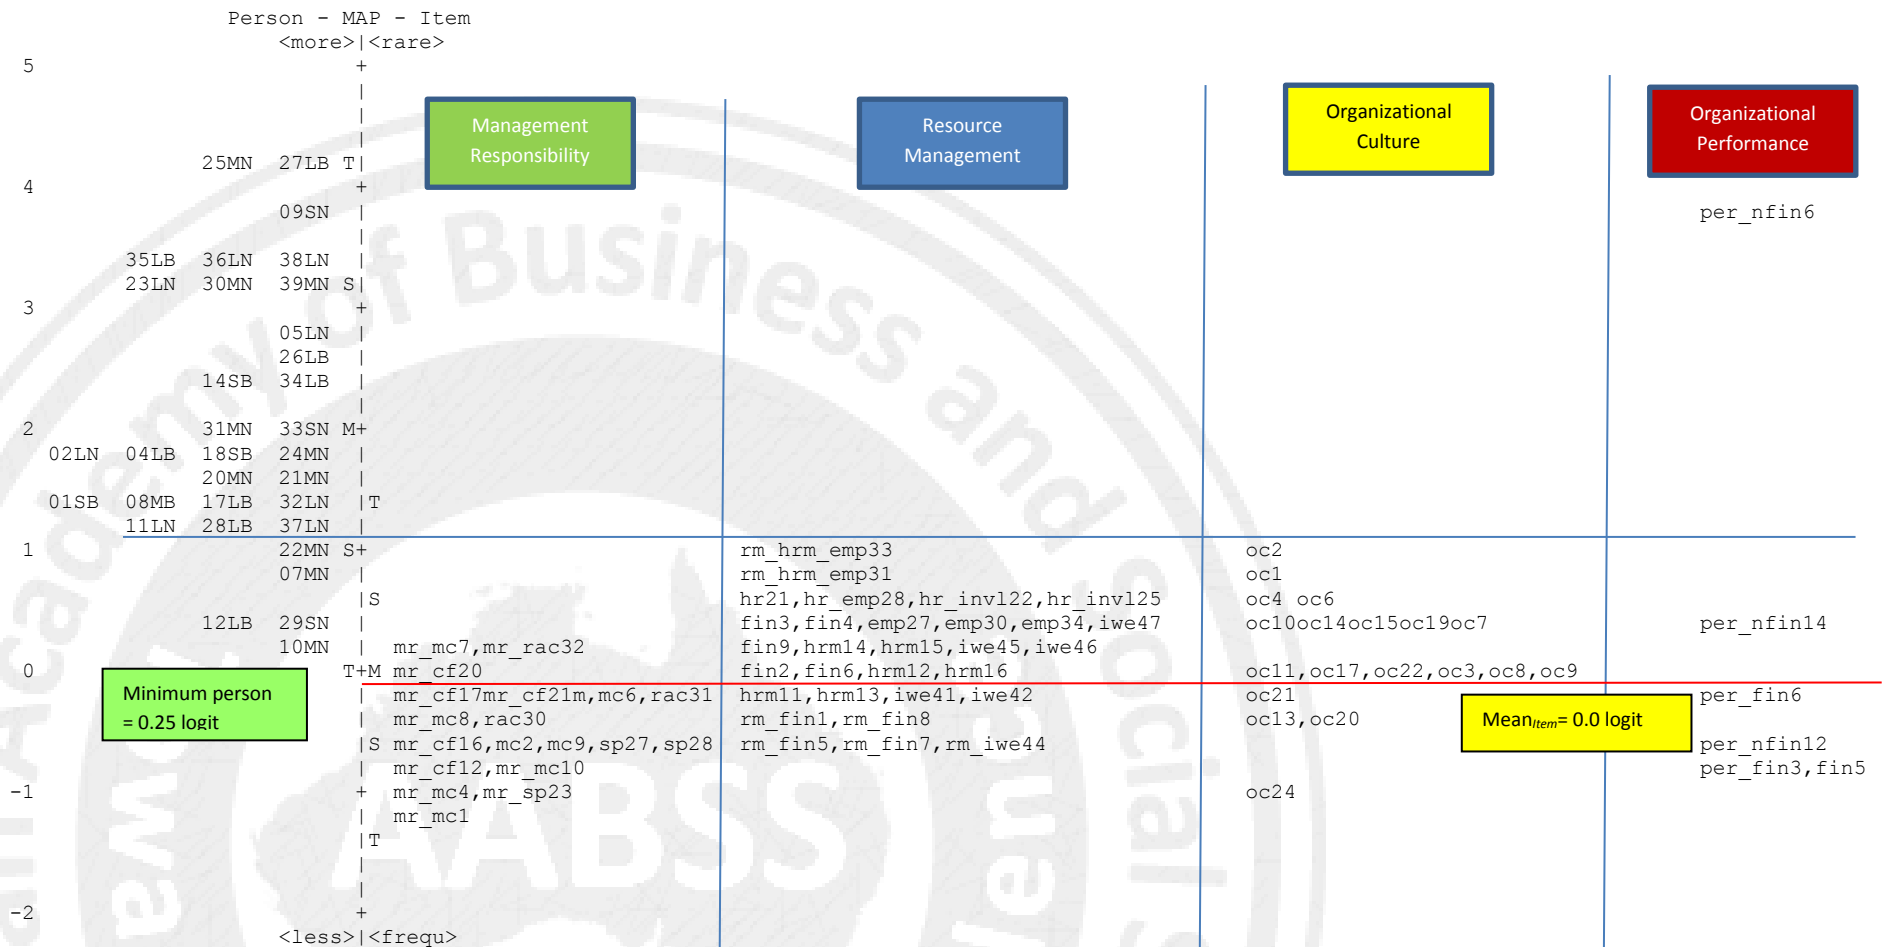 Person - MAP - Item
<more>|<rare>
5 +
|
Management Responsibility
Resource Management
Organizational Culture
Organizational Performance
|
|
25MN 27LB T|
4 +
09SN | per_nfin6
|
35LB 36LN 38LN |
23LN 30MN 39MN S|
3 +
05LN |
26LB |
14SB 34LB |
|
2 31MN 33SN M+
02LN 04LB 18SB 24MN |
20MN 21MN |
01SB 08MB 17LB 32LN |T
11LN 28LB 37LN |
1 22MN S+ rm_hrm_emp33 oc2
07MN | rm_hrm_emp31 oc1
|S hr21,hr_emp28,hr_invl22,hr_invl25 oc4 oc6
12LB 29SN | fin3,fin4,emp27,emp30,emp34,iwe47 oc10oc14oc15oc19oc7 per_nfin14
10MN | mr_mc7,mr_rac32 fin9,hrm14,hrm15,iwe45,iwe46
0 T+M mr_cf20 fin2,fin6,hrm12,hrm16 oc11,oc17,oc22,oc3,oc8,oc9
Minimum person
= 0.25 logit
| mr_cf17mr_cf21m,mc6,rac31 hrm11,hrm13,iwe41,iwe42 oc21 per_fin6
| mr_mc8,rac30 rm_fin1,rm_fin8 oc13,oc20
MeanItem= 0.0 logit
|S mr_cf16,mc2,mc9,sp27,sp28 rm_fin5,rm_fin7,rm_iwe44 per_nfin12
| mr_cf12,mr_mc10 per_fin3,fin5
-1 + mr_mc4,mr_sp23 oc24
| mr_mc1
|T
|
|
-2 +
<less>|<frequ>
Academy of Business and Social
AABSS